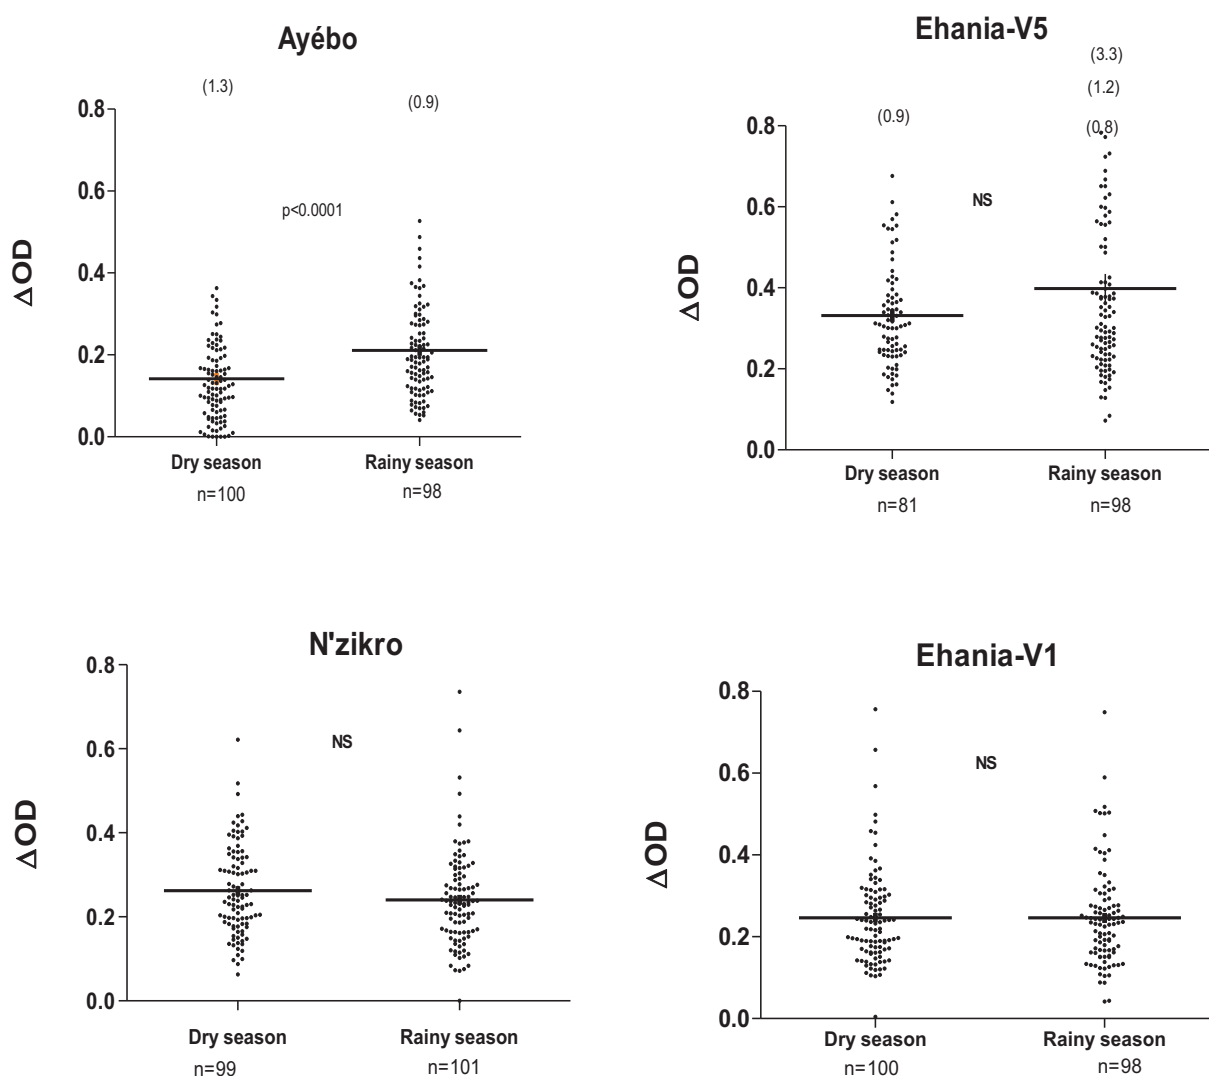 Ayébo
(1.3)
(0.9)
0.8
p<0.0001
0.6
ΔOD
0.4
0.2
0.0
Dry season
Rainy season
n=100
n=98
Ehania-V5
(3.3)
(1.2)
(0.9)
(0.8)
0.8
NS
0.6
ΔOD
0.4
0.2
0.0
Dry season
Rainy season
n=81
n=98
N'zikro
0.8
NS
0.6
ΔOD
0.4
0.2
0.0
Dry season
Rainy season
n=99
n=101
Ehania-V1
0.8
NS
0.6
ΔOD
0.4
0.2
0.0
Dry season
Rainy season
n=100
n=98